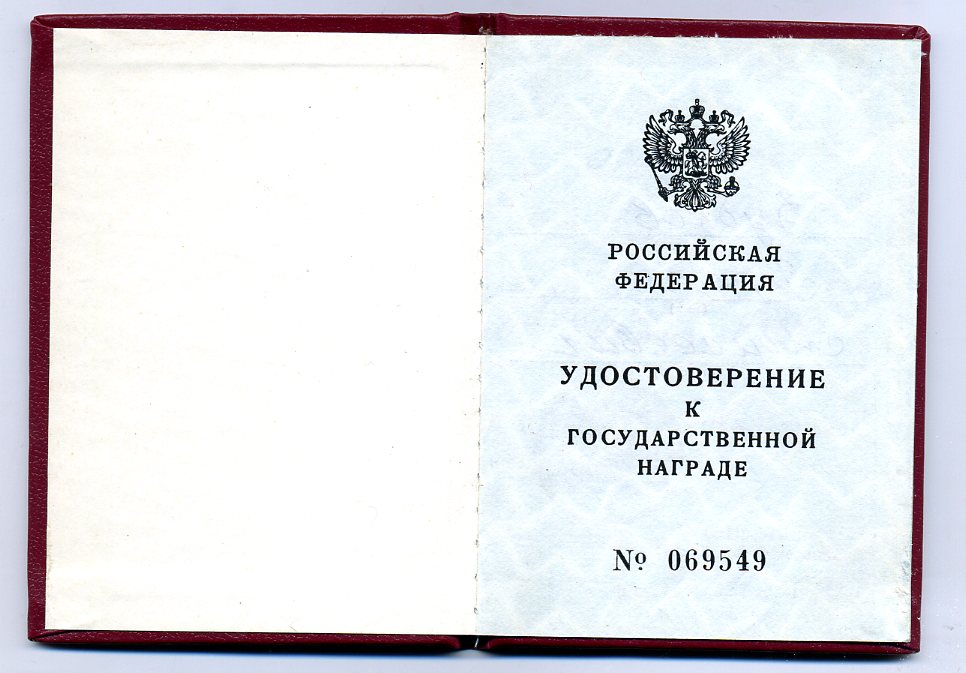 РОССИЙСКАЯ
ФЕДЕРАЦИЯ
УДОСТОВЕРЕНИЕ
К
ГОСУДАРСТВЕННОЙ
НАГРАДЕ
№ 069549